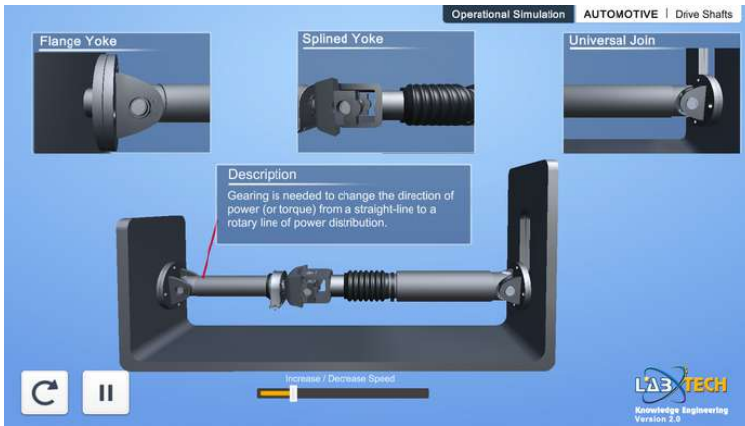 Operational Simulation AUTOMOTIVE | Drive Shafts
Flange Yoke
Splined Yoke
Universal Join
Description
Gearing is needed to change the direction of
power (or torque) from a straight-line to a
rotary line of power distribution.
Increase / Decrease Speed
LABTECH
Knowledge Engineering
Version 2.0